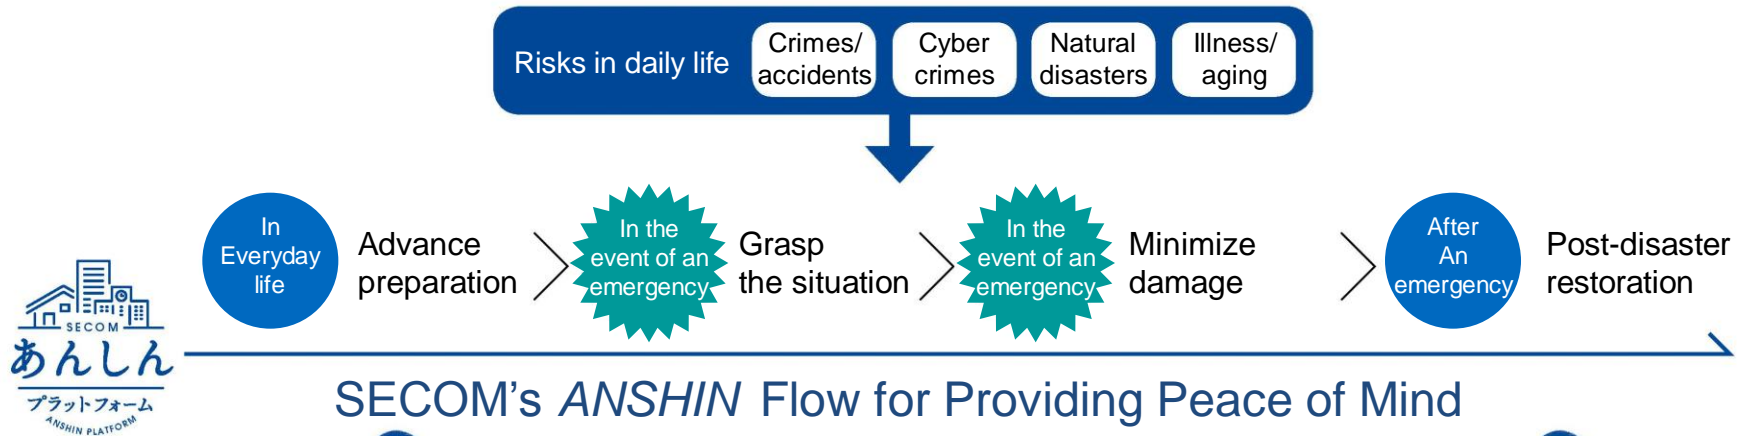 Risks in daily life
Crimes/
accidents
Cyber
crimes
Natural
disasters
Illness/
aging
In
Everyday
life
Advance
preparation
In the
event of an
emergency
Grasp
the situation
In the
event of an
emergency
Minimize
damage
After
An
emergency
Post-disaster
restoration
SECOM
あんしん
プラットフォーム
ANSHIN PLATFORM
SECOM's ANSHIN Flow for Providing Peace of Mind